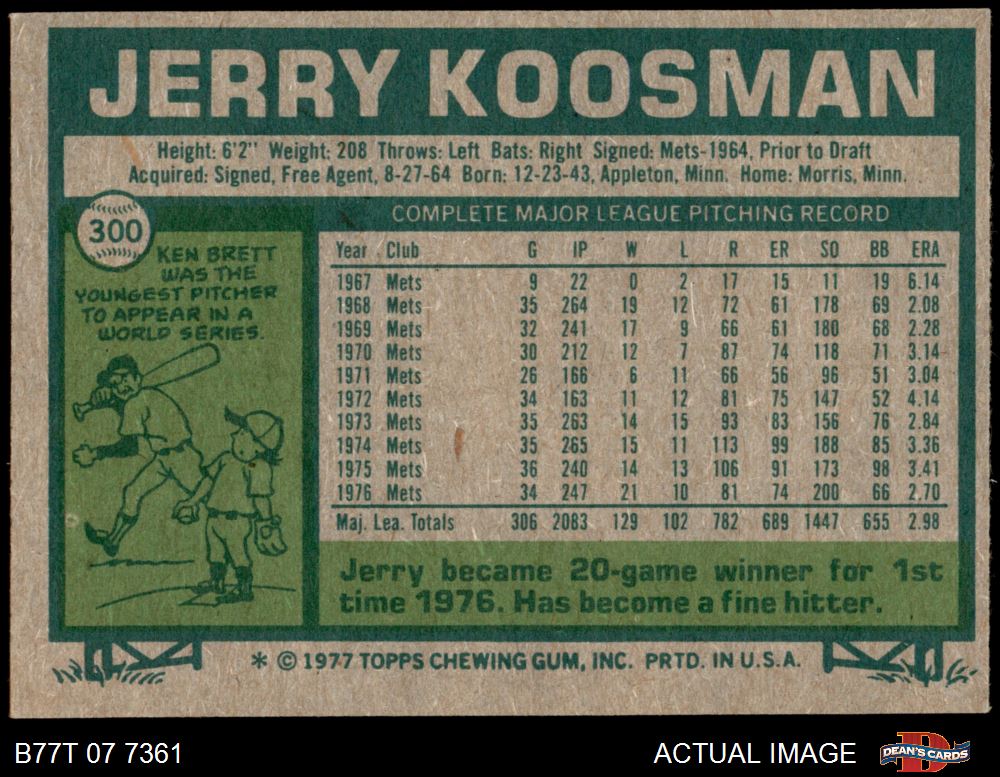 JERRY KOOSMAN
Height: 6'2" Weight: 208 Throws: Left Bats: Right Signed: Mets-1964, Prior to Draft
Acquired: Signed, Free Agent, 8-27-64 Born: 12-23-43, Appleton, Minn. Home: Morris, Minn.
300
KEN BRETT
WAS THE
YOUNGEST PITCHER
TO APPEAR IN A
WORLD SERIES.
COMPLETE MAJOR LEAGUE PITCHING RECORD
Year Club G IP W L R ER SO BB ERA
1967 Mets 9 22 0 2 17 15 11 19 6.14
1968 Mets 35 264 19 12 72 61 178 69 2.08
1969 Mets 32 241 17 9 66 61 180 68 2.28
1970 Mets 30 212 12 7 87 74 118 71 3.14
1971 Mets 26 166 6 11 66 56 96 51 3.04
1972 Mets 34 163 11 12 81 75 147 52 4.14
1973 Mets 35 263 14 15 93 83 156 76 2.84
1974 Mets 35 265 15 11 113 99 188 85 3.36
1975 Mets 36 240 14 13 106 91 173 98 3.41
1976 Mets 34 247 21 10 81 74 200 66 2.70
Maj. Lea. Totals 306 2083 129 102 782 689 1447 655 2.98
Jerry became 20-game winner for 1st
time 1976. Has become a fine hitter.
* © 1977 TOPPS CHEWING GUM, INC. PRTD. IN U.S.A.
B77T 07 7361 ACTUAL IMAGE
DEAN'S CARDS